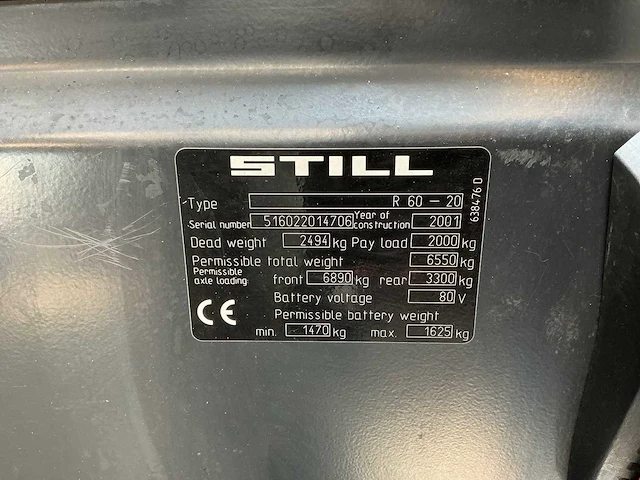 STILL
Type R 60 - 20
Serial number 516022014706 Year of construction 2001
Dead weight 2494 kg Pay load 2000 kg
Permissible total weight 6550 kg
Permissible axle loading: front 6890 kg rear 3300 kg
Battery voltage 80 V
CE
Permissible battery weight
min. 1470 kg max. 1625 kg
638476 D